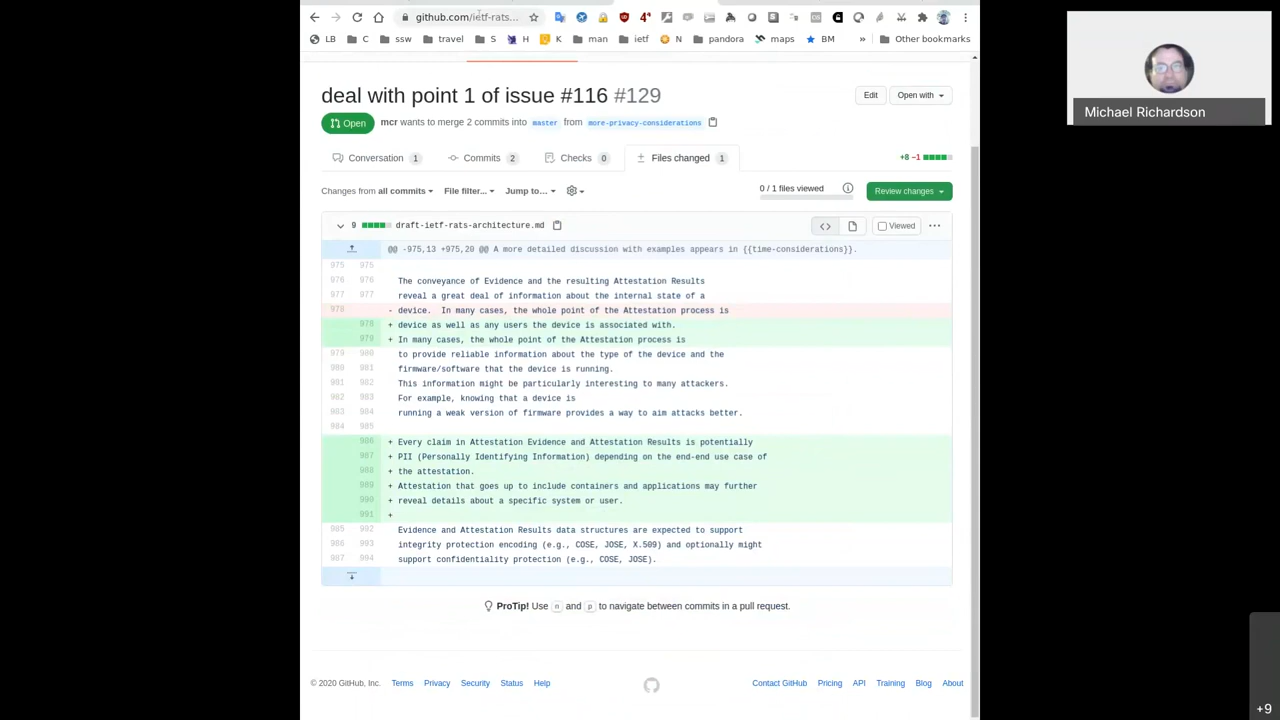 github.com/ietf-rats...
LB
C
ssw
travel
S
H
K
man
ietf
N
pandora
maps
BM
»
Other bookmarks
deal with point 1 of issue #116 #129
Edit
Open with
Open
mcr wants to merge 2 commits into master from more-privacy-considerations
Conversation 1
Commits 2
Checks 0
Files changed 1
+8 −1
Changes from all commits
File filter...
Jump to...
0 / 1 files viewed
Review changes
9 draft-ietf-rats-architecture.md
Viewed
@@ -975,13 +975,20 @@ A more detailed discussion with examples appears in {{time-considerations}}.
975 975
976 976 The conveyance of Evidence and the resulting Attestation Results
977 977 reveal a great deal of information about the internal state of a
978 - device.  In many cases, the whole point of the Attestation process is
978 + device as well as any users the device is associated with.
979 + In many cases, the whole point of the Attestation process is
979 980 to provide reliable information about the type of the device and the
980 981 firmware/software that the device is running.
981 982 This information might be particularly interesting to many attackers.
982 983 For example, knowing that a device is
983 984 running a weak version of firmware provides a way to aim attacks better.
984 985
986 + Every claim in Attestation Evidence and Attestation Results is potentially
987 + PII (Personally Identifying Information) depending on the end-end use case of
988 + the attestation.
989 + Attestation that goes up to include containers and applications may further
990 + reveal details about a specific system or user.
991 +
985 992 Evidence and Attestation Results data structures are expected to support
986 993 integrity protection encoding (e.g., COSE, JOSE, X.509) and optionally might
987 994 support confidentiality protection (e.g., COSE, JOSE).
ProTip! Use n and p to navigate between commits in a pull request.
© 2020 GitHub, Inc.
Terms
Privacy
Security
Status
Help
Contact GitHub
Pricing
API
Training
Blog
About
Michael Richardson
+9